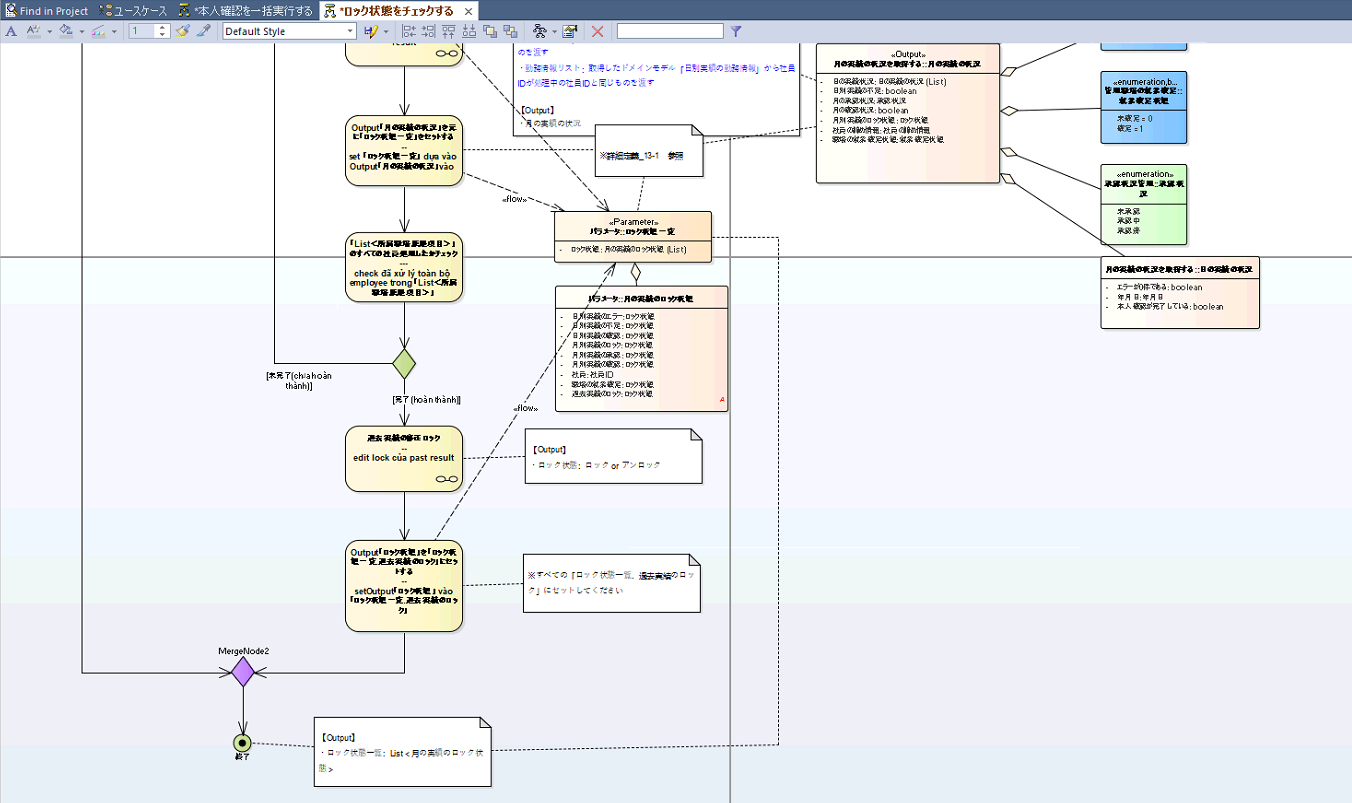 Find in Project
ユースケース
*本人確認を一括実行する
*ロック状態をチェックする
1
Default Style
result
のを渡す
・勤務情報リスト：取得したドメインモデル「日別実績の勤務情報」から社員
IDが処理中の社員IDと同じものを渡す
【Output】
・月の実績の状況
«Output»
月の実績の状況を取得する::月の実績の状況
- 日の実績状況: 日の実績の状況 (List)
- 日別実績の不足: boolean
- 月の承認状況: 承認状況
- 月の確認状況: boolean
- 月別実績のロック状態: ロック状態
- 社員の締め情報: 社員の締め情報
- 職場の就業確定状態: 就業確定状態
«enumeration,b...
管理職場の就業確定::
就業確定状態
未確定 = 0
確定 = 1
«enumeration»
承認状況管理::承認状
況
未承認
承認中
承認済
月の実績の状況を取得する::日の実績の状況
- エラーが0件である: boolean
- 年月日: 年月日
- 本人確認が完了している: boolean
Output「月の実績の状況」を元
に「ロック状態一覧」をセットする
--
set「ロック状態一覧」dựa vào
Output「月の実績の状況」vào
※詳細定義_13-1　参照
«flow»
«Parameter»
パラメータ::ロック状態一覧
- ロック状態: 月の実績のロック状態 (List)
「List＜所属職場履歴項目＞」
のすべての社員処理したかチェック
---
check đã xử lý toàn bộ
employee trong「List＜所属
職場履歴項目＞」
パラメータ::月の実績のロック状態
- 日別実績のエラー: ロック状態
- 日別実績の不足: ロック状態
- 日別実績の確認: ロック状態
- 月別実績のロック: ロック状態
- 月別実績の承認: ロック状態
- 月別実績の確認: ロック状態
- 社員: 社員ID
- 職場の就業確定: ロック状態
- 過去実績のロック: ロック状態
[未完了(chưa hoàn
thành)]
[完了(hoàn thành)]
«flow»
過去実績の修正ロック
--
edit lock của past result
【Output】
・ロック状態：ロック or アンロック
Output「ロック状態」を「ロック状
態一覧.過去実績のロック」にセッ
トする
--
setOutput「ロック状態」vào
「ロック状態一覧.過去実績のロッ
ク」
※すべての「ロック状態一覧．過去実績のロッ
ク」にセットしてください
MergeNode2
終了
【Output】
・ロック状態一覧：List＜月の実績のロック状
態＞